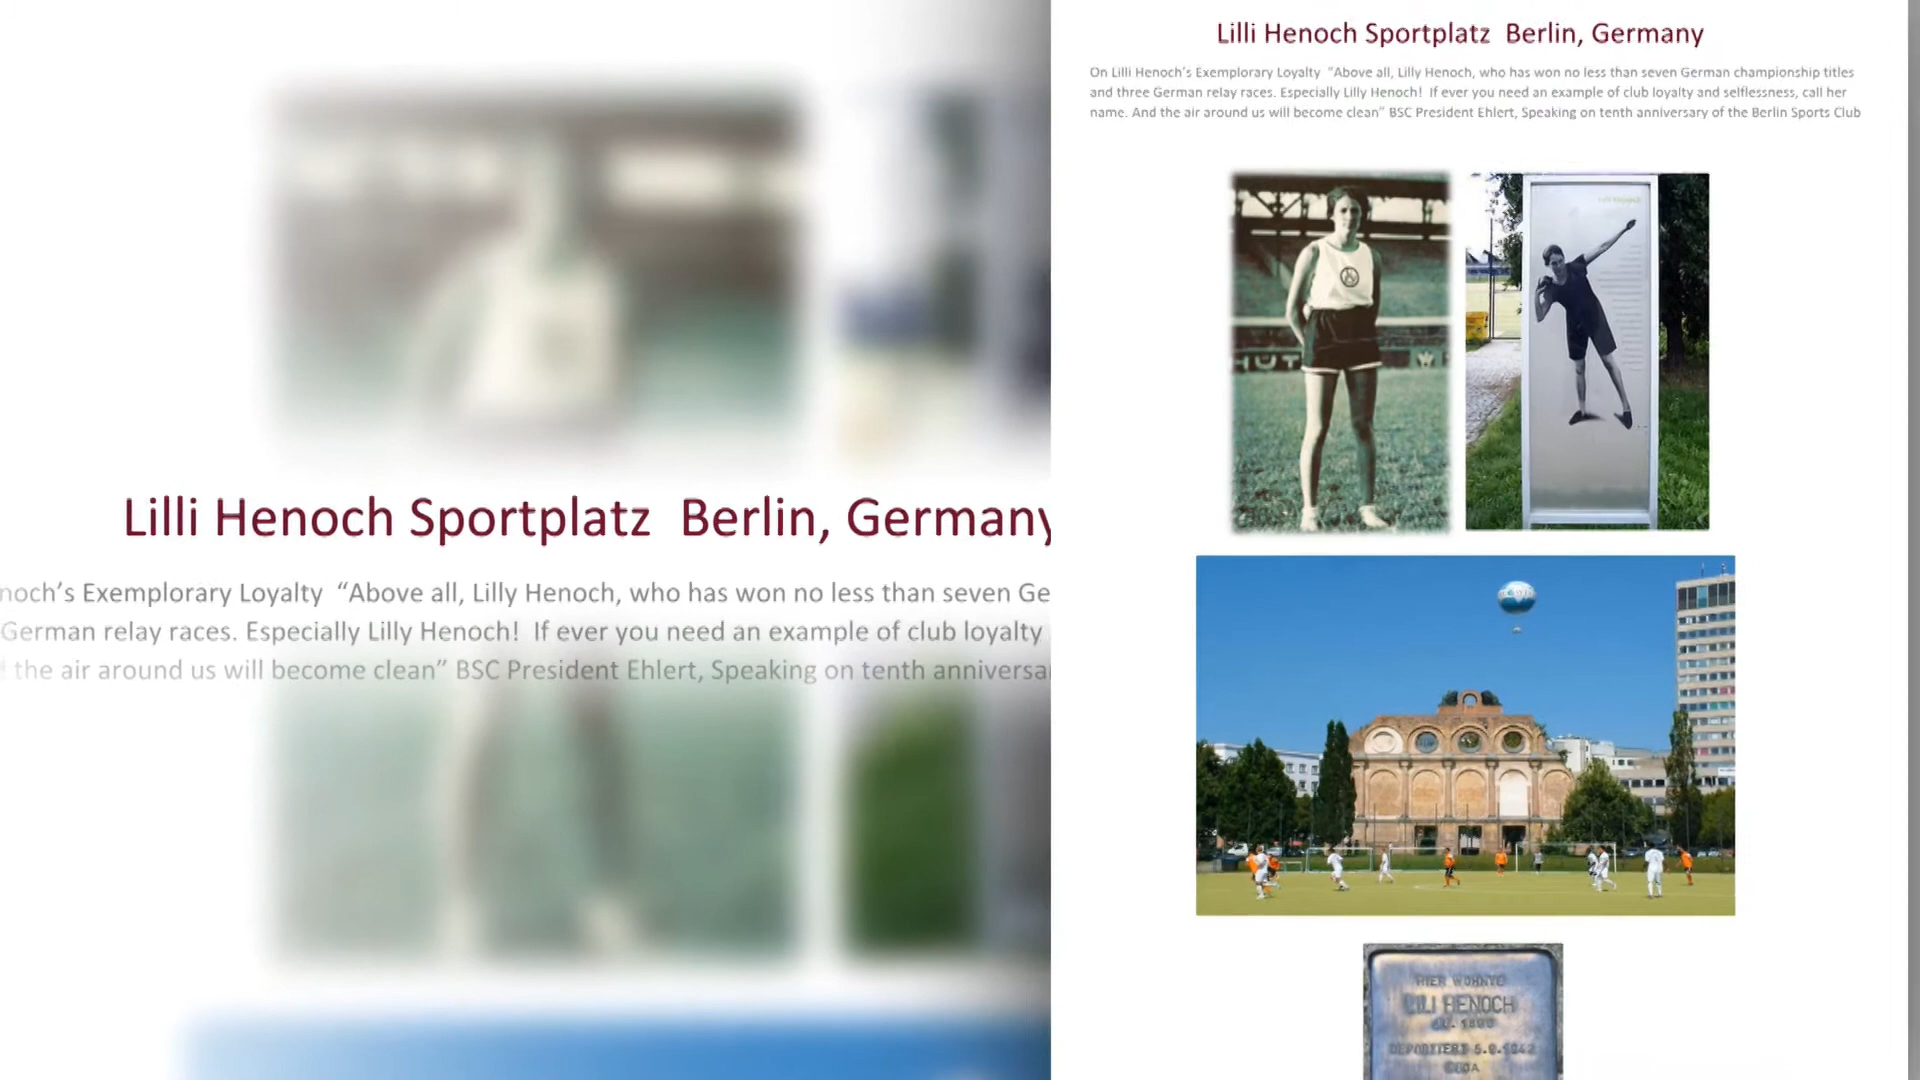 Lilli Henoch Sportplatz  Berlin, Germany
noch’s Exemplorary Loyalty  “Above all, Lilly Henoch, who has won no less than seven Ge
German relay races. Especially Lilly Henoch!  If ever you need an example of club loyalty
the air around us will become clean” BSC President Ehlert, Speaking on tenth anniversa
Lilli Henoch Sportplatz  Berlin, Germany
On Lilli Henoch’s Exemplorary Loyalty  “Above all, Lilly Henoch, who has won no less than seven German championship titles
and three German relay races. Especially Lilly Henoch!  If ever you need an example of club loyalty and selflessness, call her
name. And the air around us will become clean” BSC President Ehlert, Speaking on tenth anniversary of the Berlin Sports Club
HIER WOHNTE
LILI HENOCH
DEPORTIERT 5.9.1942